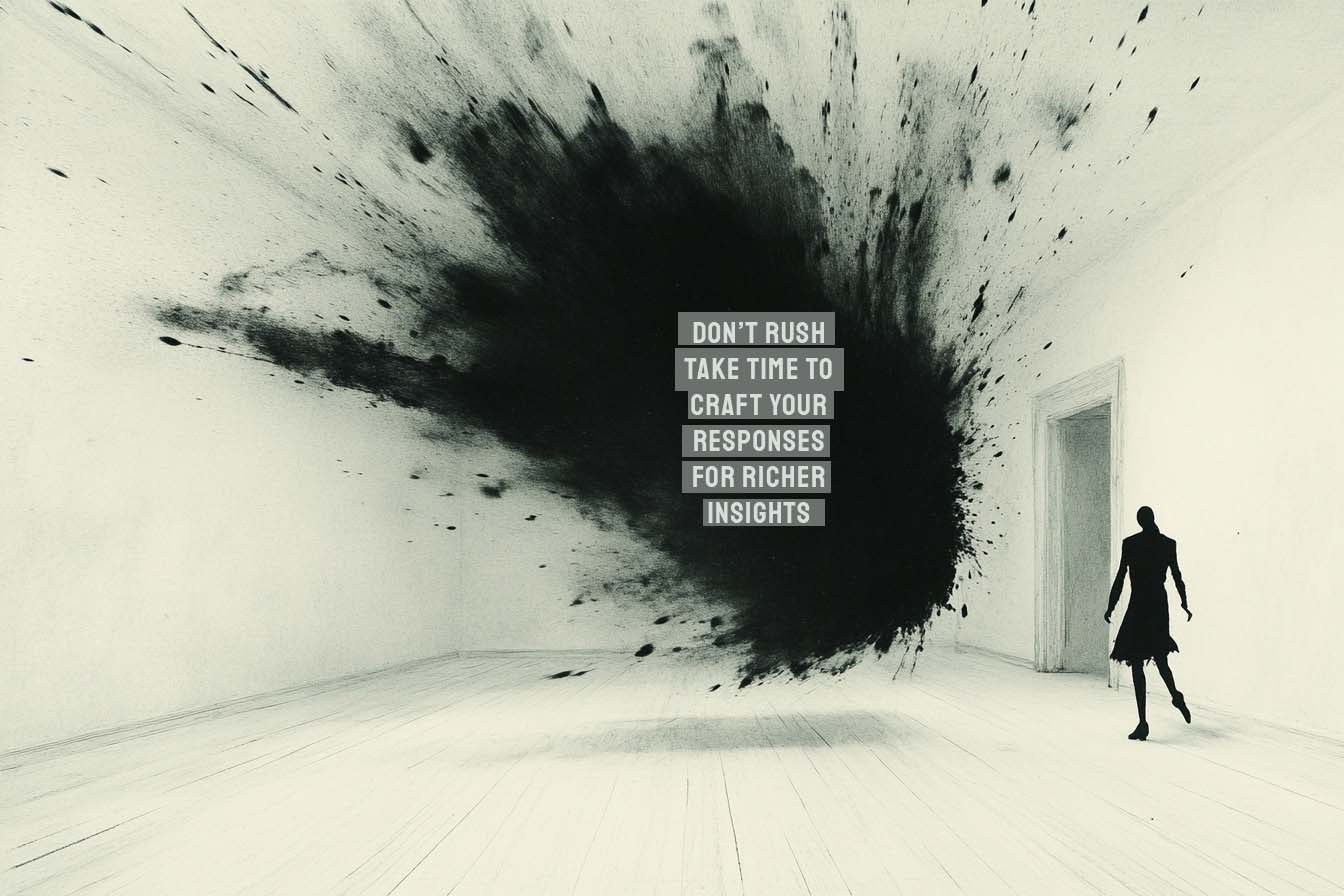 DON’T RUSH
TAKE TIME TO
CRAFT YOUR
RESPONSES
FOR RICHER
INSIGHTS